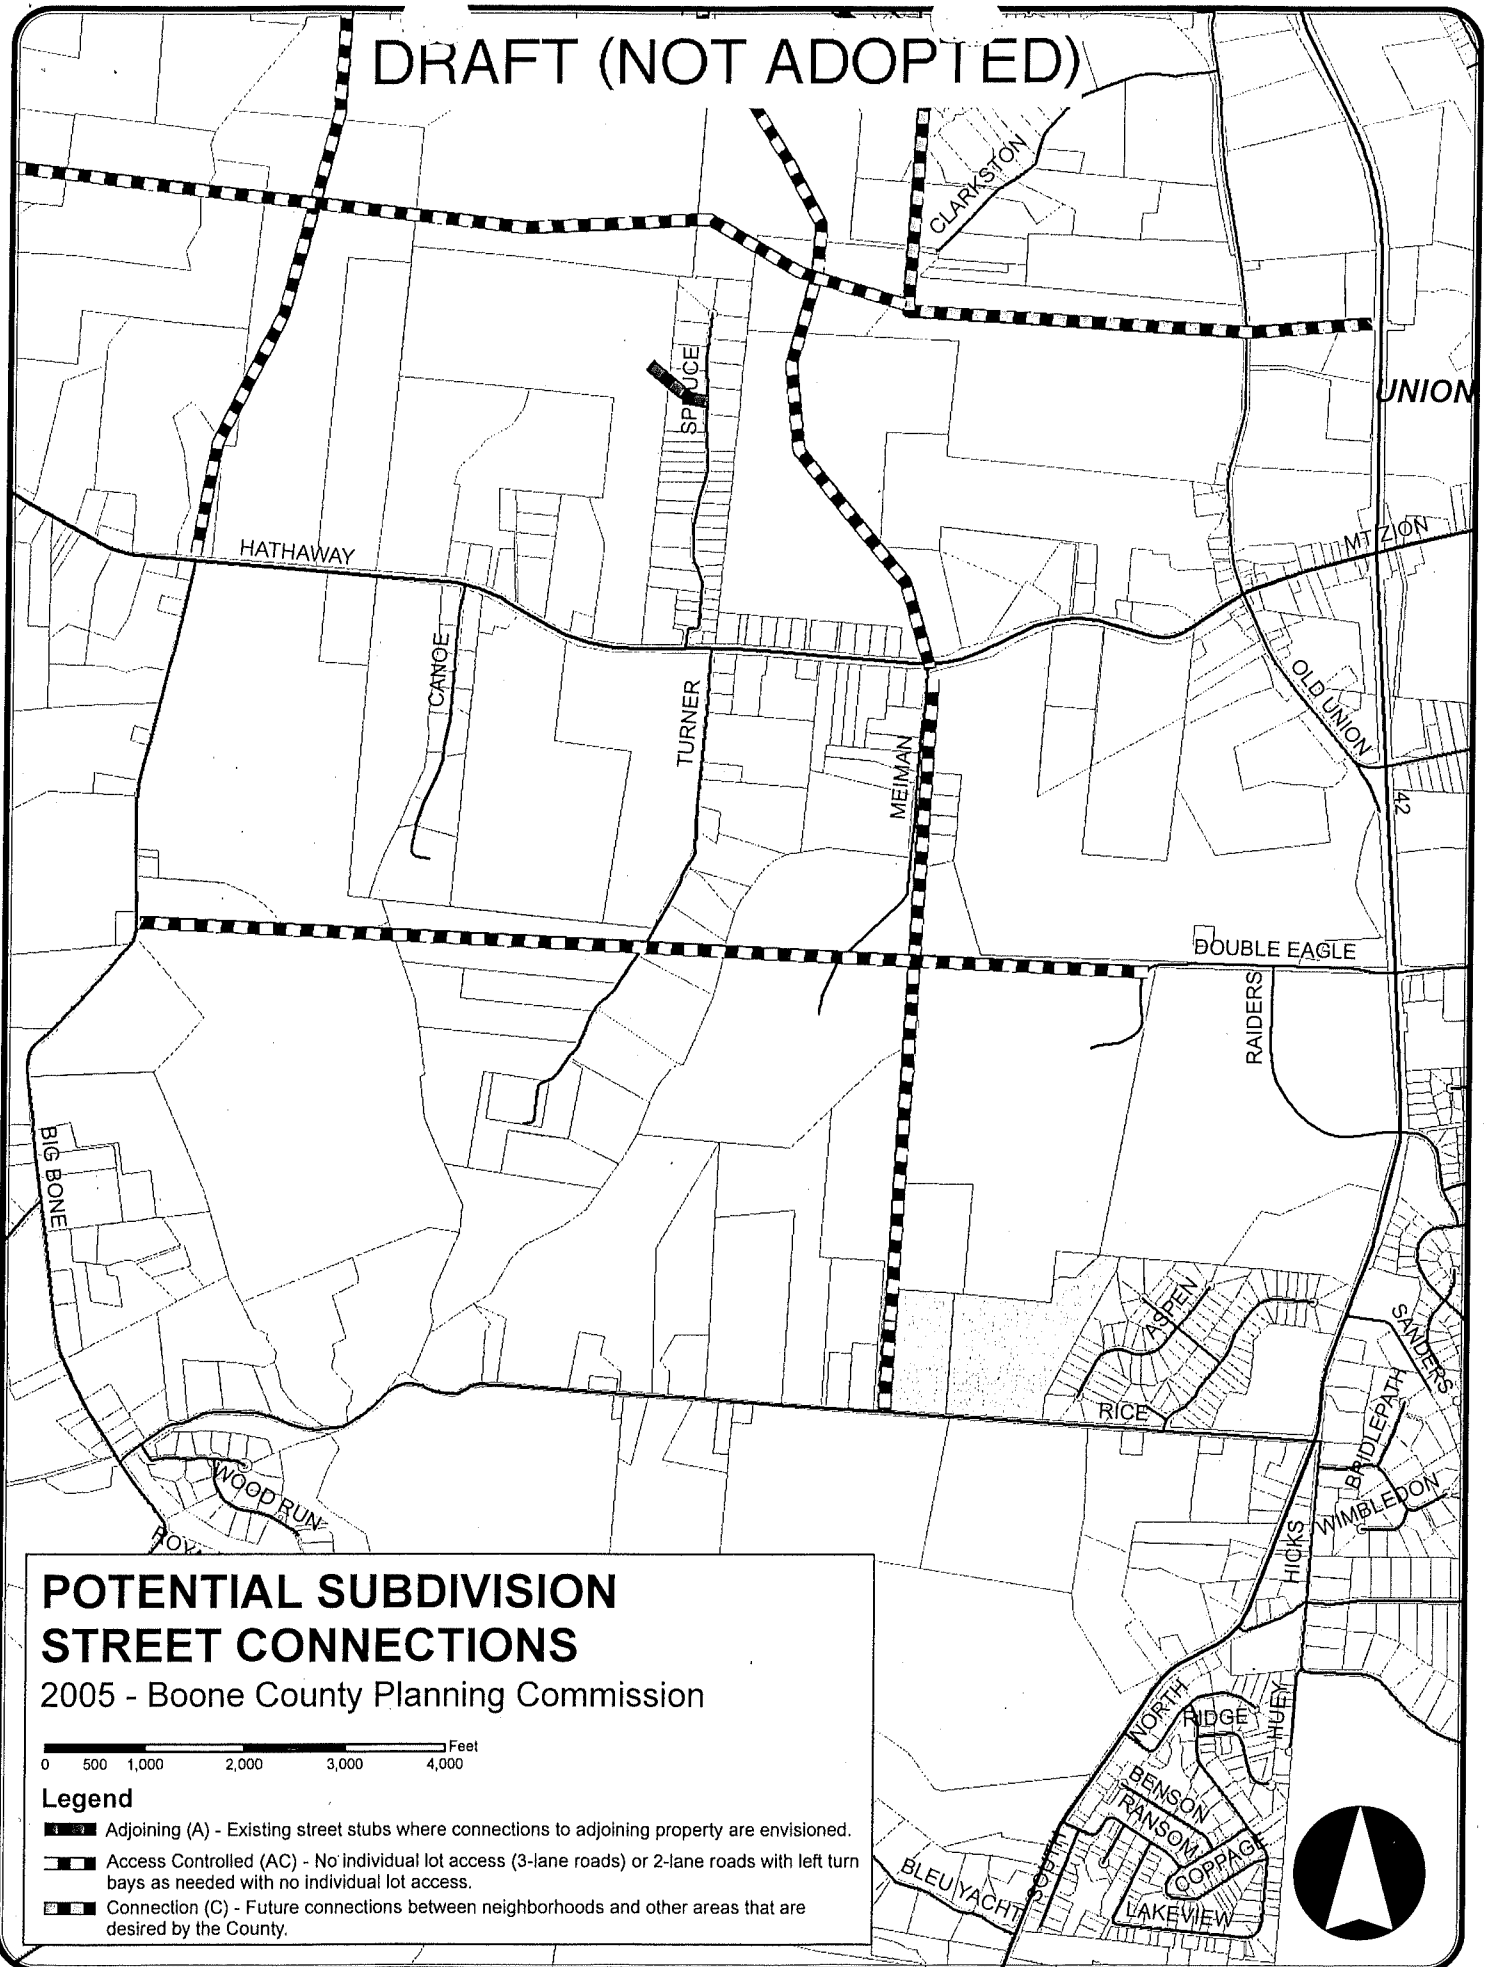 DRAFT (NOT ADOPTED)
CLARKSTON
SPRUCE
UNION
MT ZION
HATHAWAY
CANOE
TURNER
MEIMAN
OLD UNION
42
DOUBLE EAGLE
RAIDERS
BIG BONE
ASPEN
SANDERS
RICE
BRIDLEPATH
WOOD RUN
WIMBLEDON
HICKS
POTENTIAL SUBDIVISION
STREET CONNECTIONS
2005 - Boone County Planning Commission
Feet
0 500 1,000 2,000 3,000 4,000
Legend
Adjoining (A) - Existing street stubs where connections to adjoining property are envisioned.
Access Controlled (AC) - No individual lot access (3-lane roads) or 2-lane roads with left turn
bays as needed with no individual lot access.
Connection (C) - Future connections between neighborhoods and other areas that are
desired by the County.
NORTH
RIDGE
HUEY
BENSON
RANSOM
COPPAGE
SOUTH
BLEU YACHT
LAKEVIEW